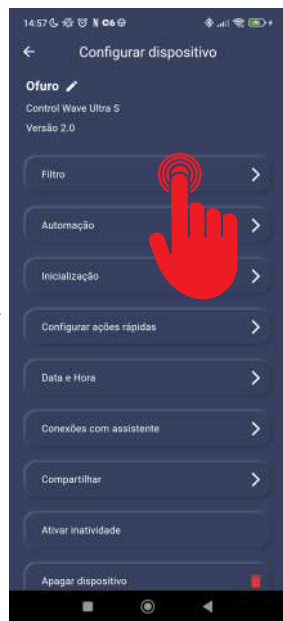 14:57
Configurar dispositivo
Ofuro
Control Wave Ultra S
Versão 2.0
Filtro
Automação
Inicialização
Configurar ações rápidas
Data e Hora
Conexões com assistente
Compartilhar
Ativar inatividade
Apagar dispositivo